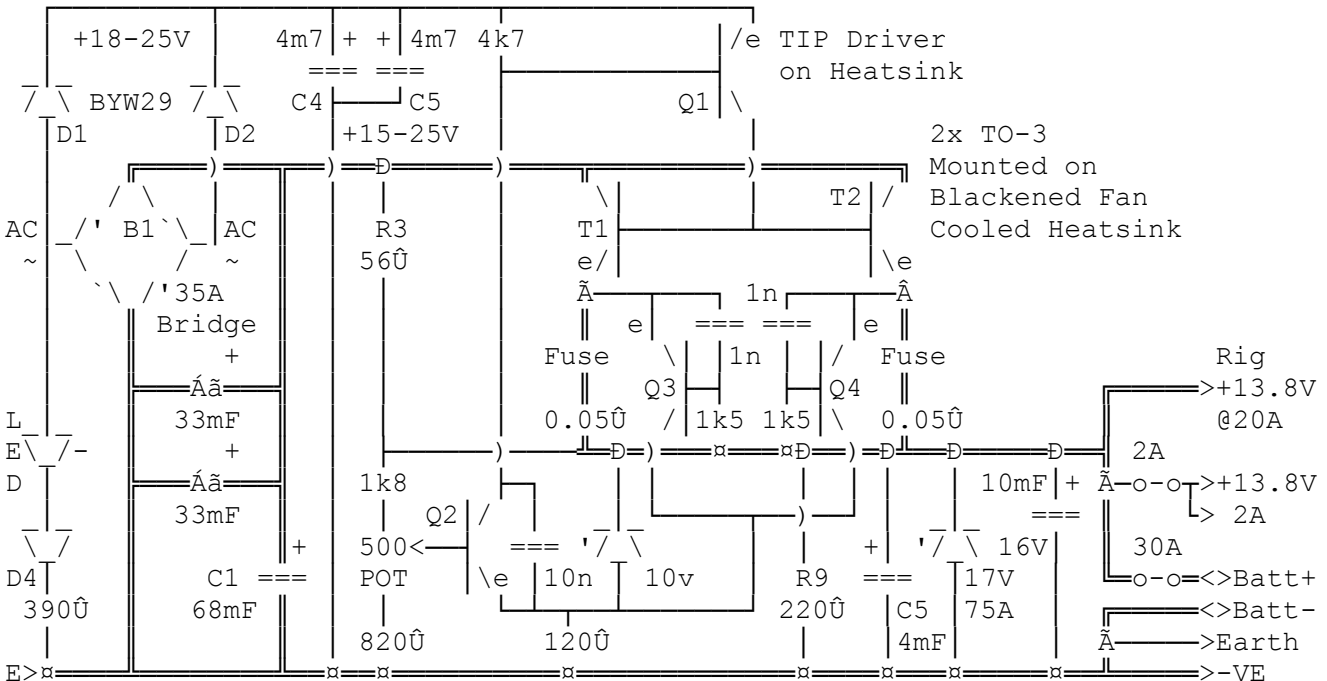 +18-25V 4m7 + + 4m7 4k7 /e TIP Driver
=== === on Heatsink
BYW29 C4 C5 Q1
D1 D2 +15-25V 2x TO-3
) ) Ð ) ) Mounted on
T2 Blackened Fan
AC B1 AC R3 T1 Cooled Heatsink
~ ~ 56Û e/ \e
35A Ã 1n Â
Bridge e === === e
+ Fuse 1n Fuse Rig
Áã Q3 Q4 >+13.8V
L 33mF 0.05Û 1k5 1k5 0.05Û @20A
E - + ) Ð ) ¤ ¤Ð ) Ð Ð Ð 2A
D Áã 1k8 10mF + Ã-o-o >+13.8V
33mF Q2 ) === > 2A
+ 500< === + 16V 30A
D4 C1 === POT \e 10n 10v R9 === 17V o-o=<>Batt+
390Û 68mF 220Û C5 75A <>Batt-
820Û 120Û 4mF Ã >Earth
E>¤ ¤ ¤ ¤ ¤ ¤ ¤ ¤ >-VE